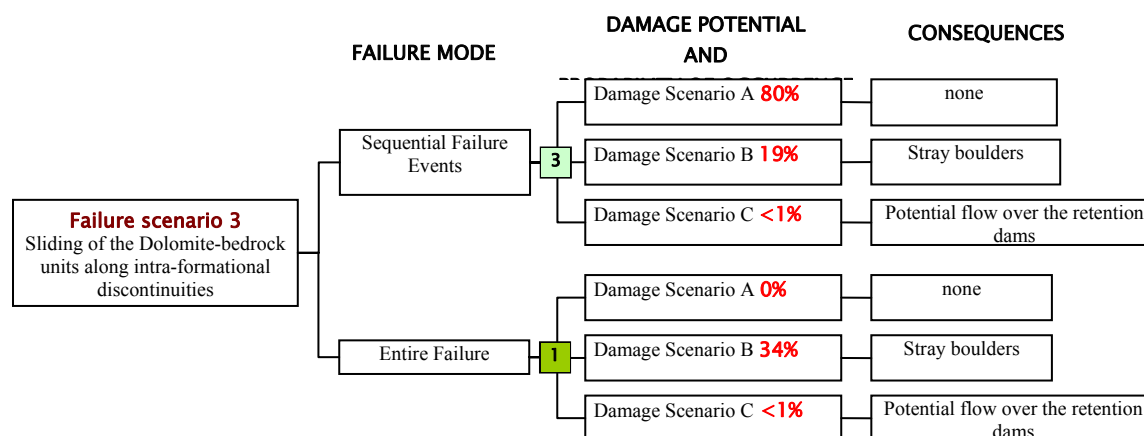 FAILURE MODE
DAMAGE POTENTIAL
AND
CONSEQUENCES
Failure scenario 3
Sliding of the Dolomite-bedrock
units along intra-formational
discontinuities
Sequential Failure
Events
3
Damage Scenario A 80%
none
Damage Scenario B 19%
Stray boulders
Damage Scenario C <1%
Potential flow over the retention
dams
Entire Failure
1
Damage Scenario A 0%
none
Damage Scenario B 34%
Stray boulders
Damage Scenario C <1%
Potential flow over the retention
dams